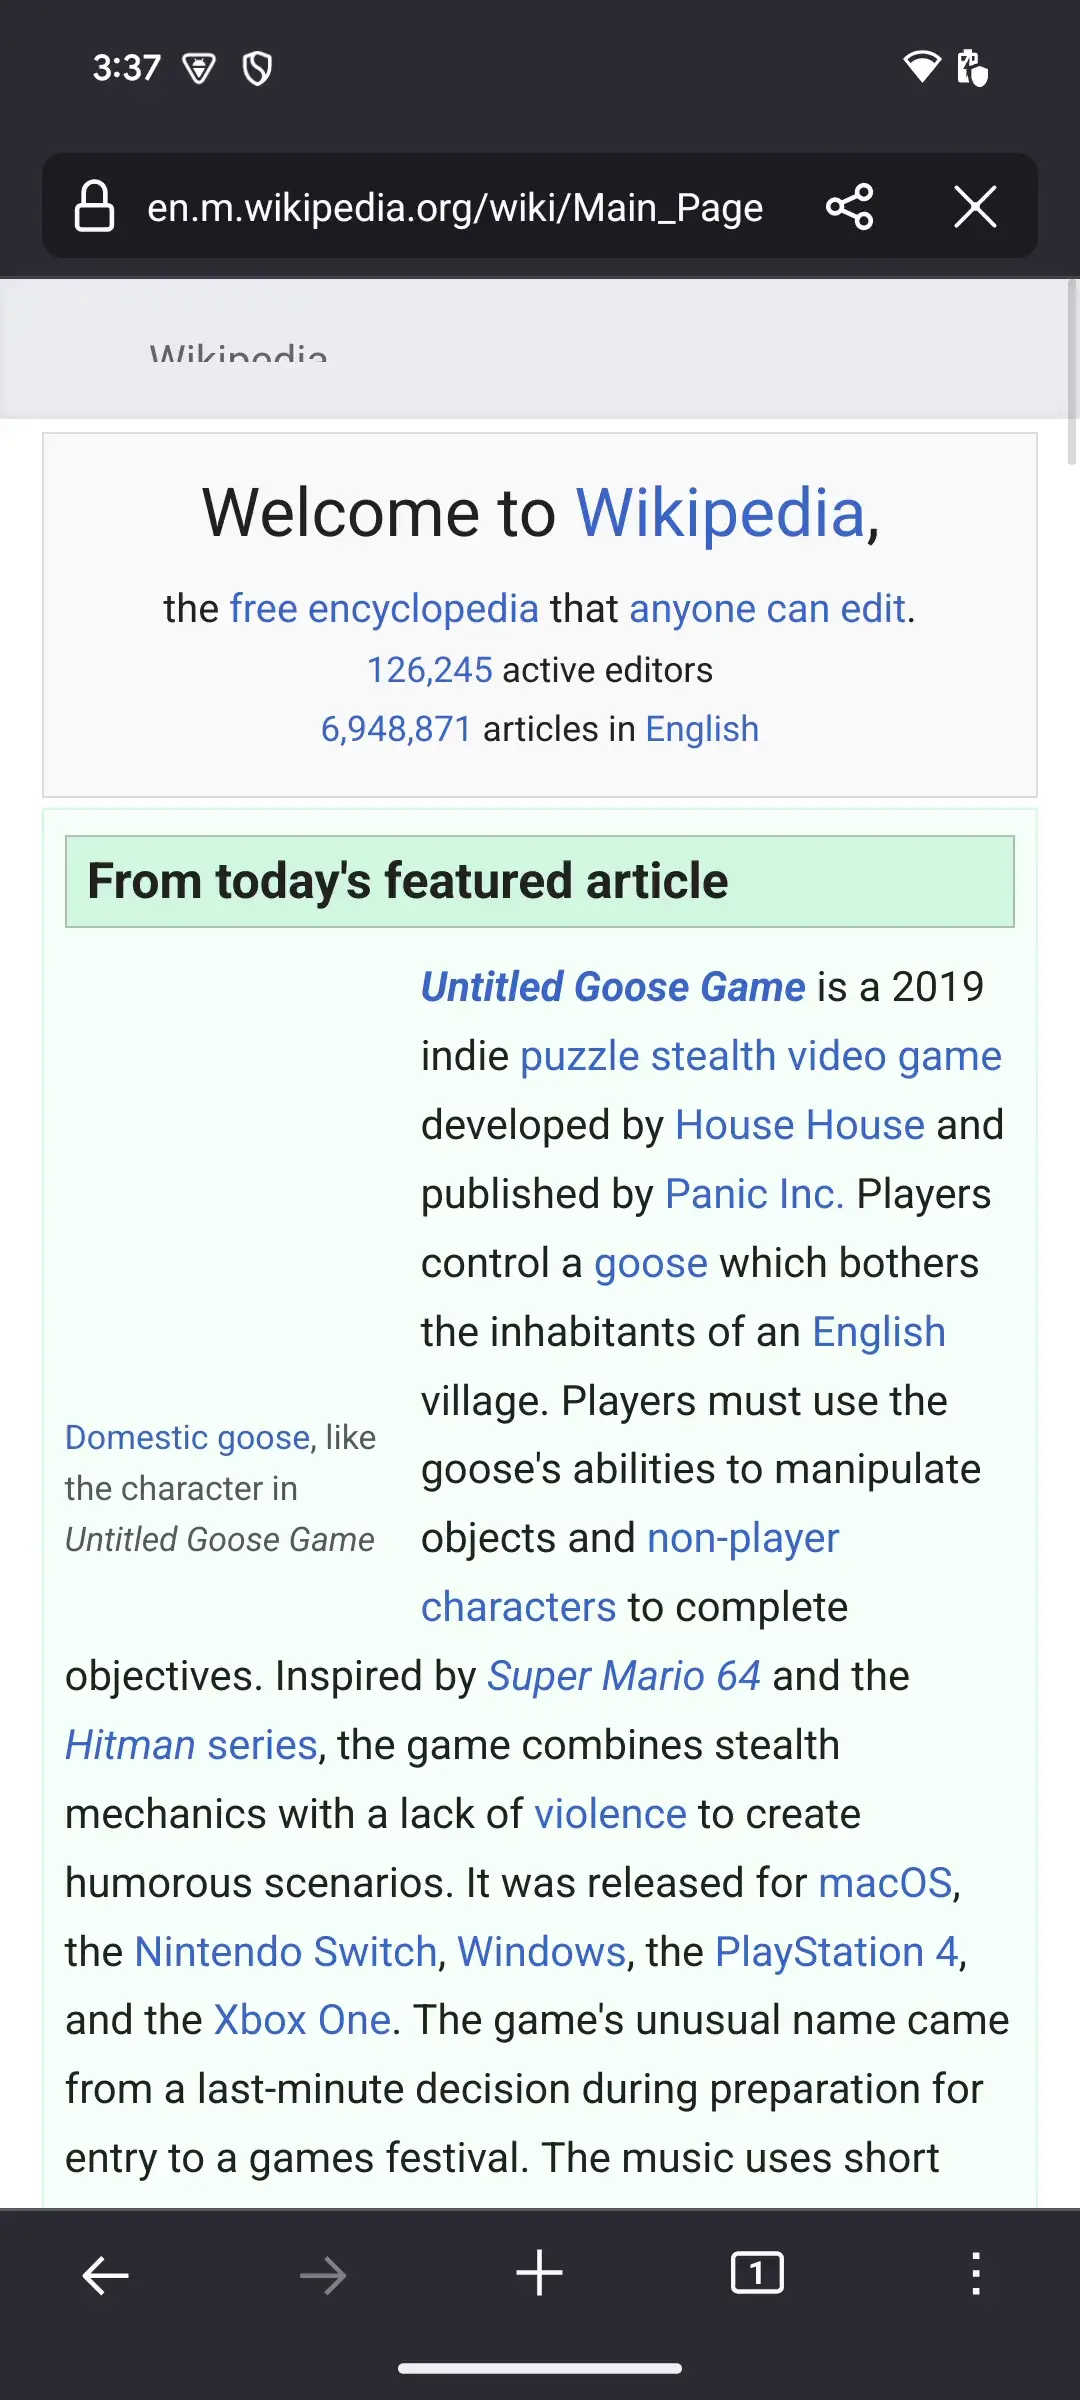 3:37
en.m.wikipedia.org/wiki/Main_Page
Wikipedia
Welcome to Wikipedia,
the free encyclopedia that anyone can edit.
126,245 active editors
6,948,871 articles in English
From today's featured article
Domestic goose, like
the character in
Untitled Goose Game
Untitled Goose Game is a 2019
indie puzzle stealth video game
developed by House House and
published by Panic Inc. Players
control a goose which bothers
the inhabitants of an English
village. Players must use the
goose's abilities to manipulate
objects and non-player
characters to complete
objectives. Inspired by Super Mario 64 and the
Hitman series, the game combines stealth
mechanics with a lack of violence to create
humorous scenarios. It was released for macOS,
the Nintendo Switch, Windows, the PlayStation 4,
and the Xbox One. The game's unusual name came
from a last-minute decision during preparation for
entry to a games festival. The music uses short
1